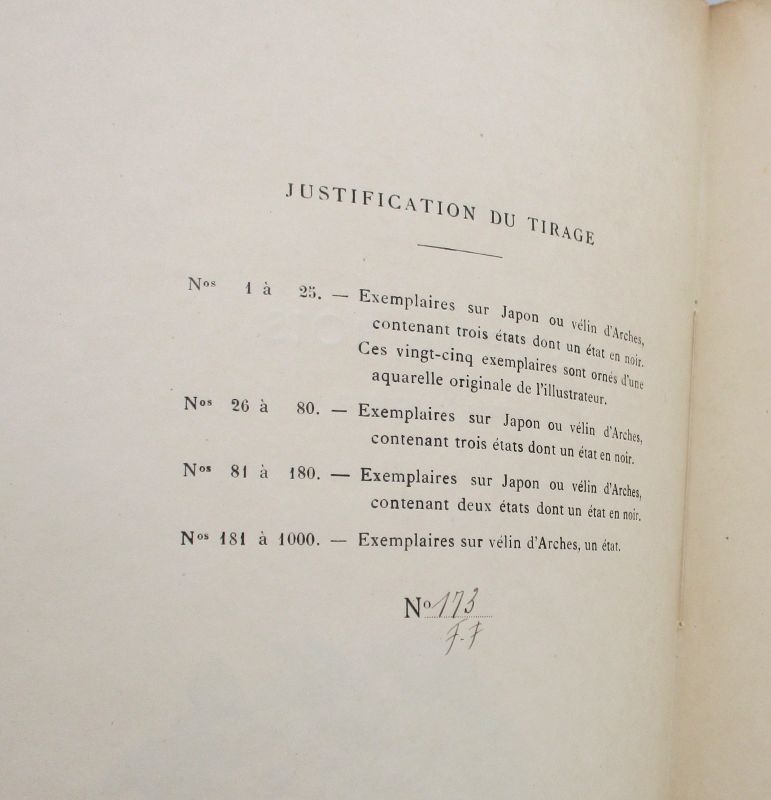 JUSTIFICATION DU TIRAGE
Nos 1 à 25. — Exemplaires sur Japon ou vélin d'Arches,
contenant trois états dont un état en noir.
Ces vingt-cinq exemplaires sont ornés d'une
aquarelle originale de l'illustrateur.
Nos 26 à 80. — Exemplaires sur Japon ou vélin d'Arches,
contenant trois états dont un état en noir.
Nos 81 à 180. — Exemplaires sur Japon ou vélin d'Arches,
contenant deux états dont un état en noir.
Nos 181 à 1000. — Exemplaires sur vélin d'Arches, un état.
No 173
F.F